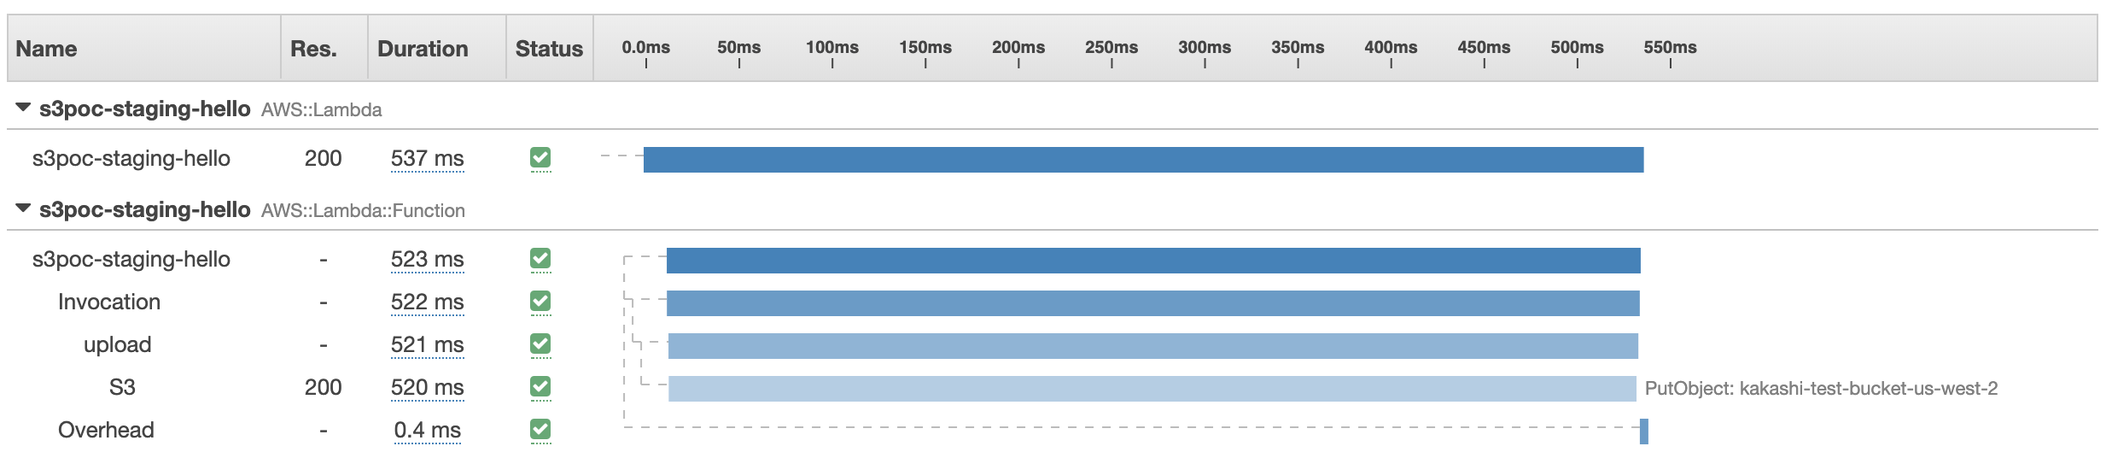 Name Res. Duration Status 0.0ms 50ms 100ms 150ms 200ms 250ms 300ms 350ms 400ms 450ms 500ms 550ms
s3poc-staging-hello AWS::Lambda
s3poc-staging-hello 200 537 ms
s3poc-staging-hello AWS::Lambda::Function
s3poc-staging-hello - 523 ms
Invocation - 522 ms
upload - 521 ms
S3 200 520 ms PutObject: kakashi-test-bucket-us-west-2
Overhead - 0.4 ms